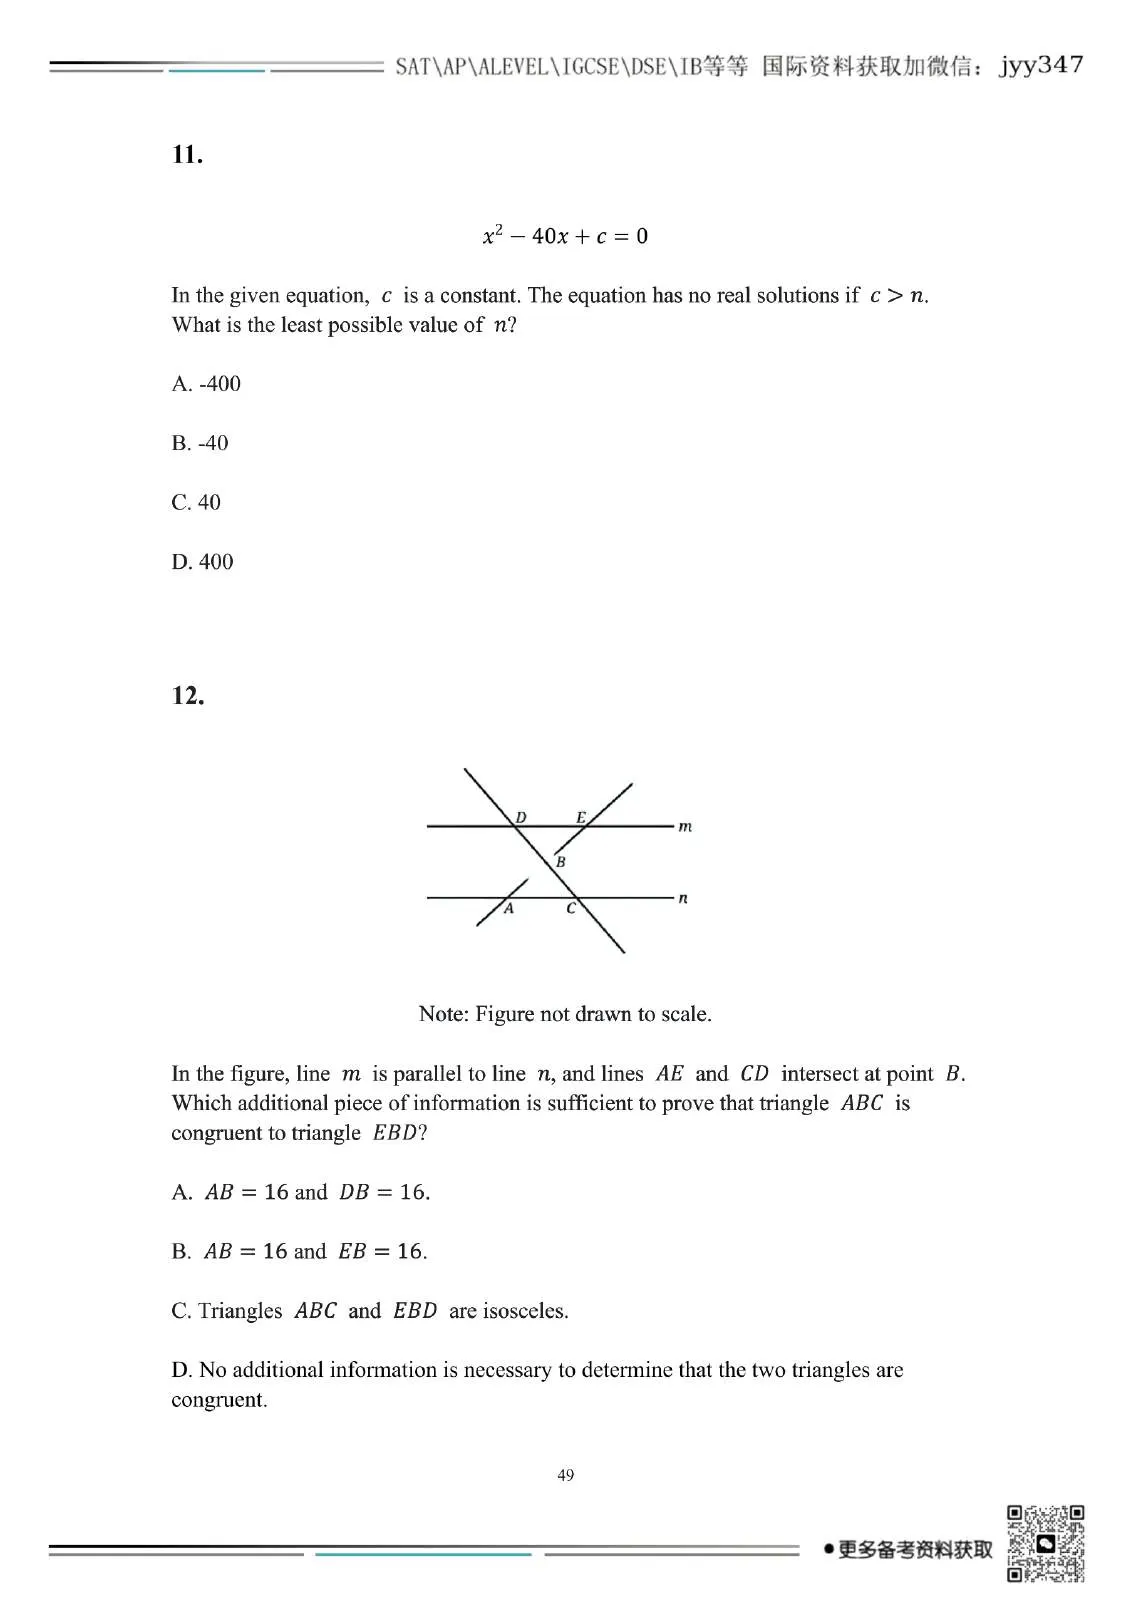 SAT\AP\ALEVEL\IGCSE\DSE\IB等等 国际资料获取加微信： jyy347
11.
x² − 40x + c = 0
In the given equation, c is a constant. The equation has no real solutions if c > n.
What is the least possible value of n?
A. -400
B. -40
C. 40
D. 400
12.
D E m
B
A C n
Note: Figure not drawn to scale.
In the figure, line m is parallel to line n, and lines AE and CD intersect at point B.
Which additional piece of information is sufficient to prove that triangle ABC is
congruent to triangle EBD?
A. AB = 16 and DB = 16.
B. AB = 16 and EB = 16.
C. Triangles ABC and EBD are isosceles.
D. No additional information is necessary to determine that the two triangles are
congruent.
49
●更多备考资料获取